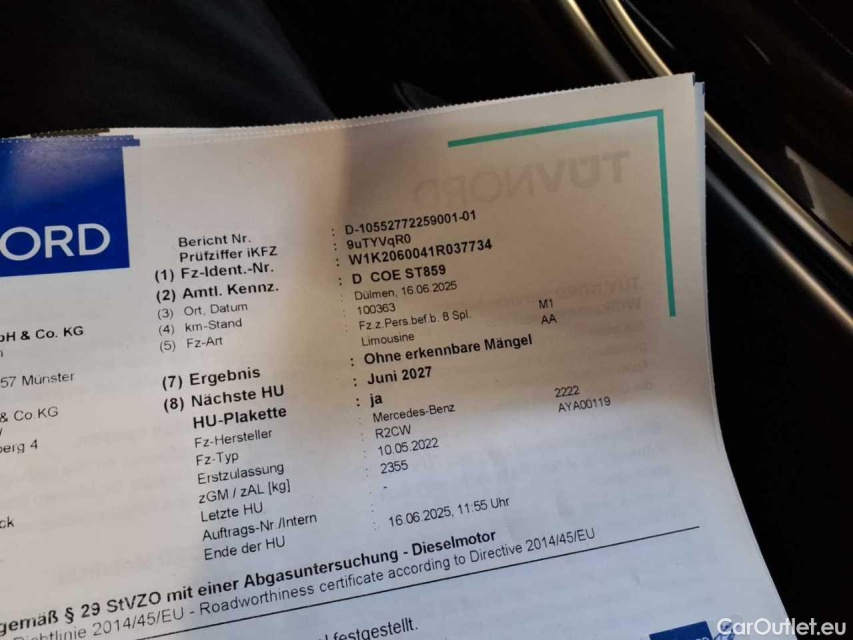 ORD
Bericht Nr. : D-10552772259001-01
Prüfziffer iKFZ : 9uTYVqR0
(1) Fz-Ident.-Nr. : W1K2060041R037734
(2) Amtl. Kennz. : D COE ST859
(3) Ort, Datum : Dülmen, 16.06.2025
(4) km-Stand : 100363
(5) Fz-Art : Fz.z.Pers.bef.b. 8 Spl. M1
Limousine AA
(7) Ergebnis : Ohne erkennbare Mängel
(8) Nächste HU : Juni 2027
HU-Plakette : ja
Fz-Hersteller : Mercedes-Benz 2222
Fz-Typ : R2CW AYA00119
Erstzulassung : 10.05.2022
zGM / zAL [kg] : 2355
Letzte HU : -
Auftrags-Nr./Intern :
Ende der HU : 16.06.2025, 11:55 Uhr
bH & Co. KG
57 Münster
& Co KG
berg 4
ck
gemäß § 29 StVZO mit einer Abgasuntersuchung - Dieselmotor
Richtlinie 2014/45/EU - Roadworthiness certificate according to Directive 2014/45/EU
festgestellt.
TÜVNORD
CarOutlet.eu